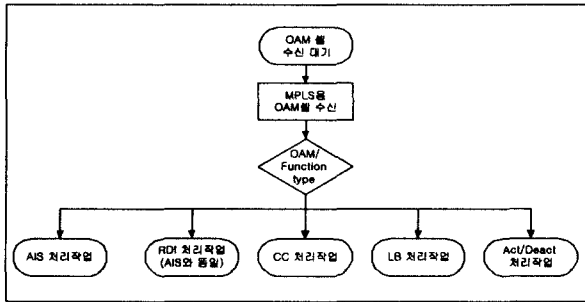 OAM 셀
수신 대기
MPLS용
OAM셀 수신
OAM/
Function
type
AIS 처리작업
RDI 처리작업
(AIS와 동일)
CC 처리작업
LB 처리작업
Act/Deact
처리작업